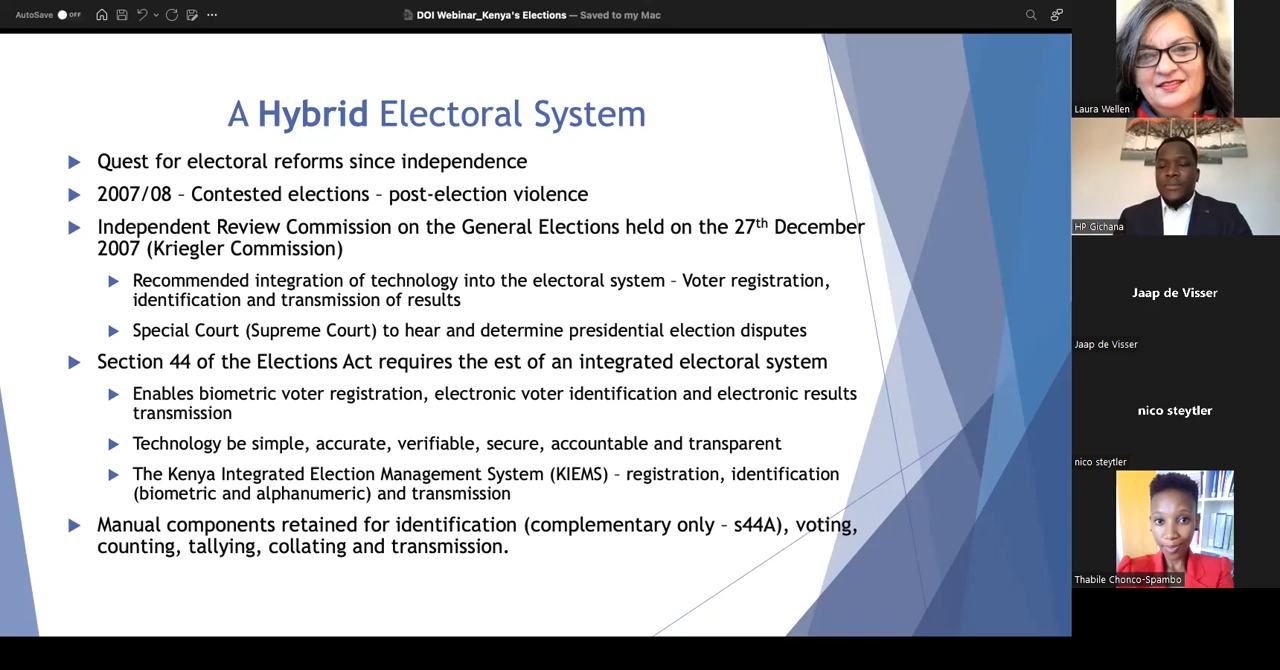 AutoSave OFF
DOI Webinar_Kenya's Elections — Saved to my Mac
A Hybrid Electoral System
Quest for electoral reforms since independence
2007/08 – Contested elections – post-election violence
Independent Review Commission on the General Elections held on the 27th December
2007 (Kriegler Commission)
Recommended integration of technology into the electoral system – Voter registration,
identification and transmission of results
Special Court (Supreme Court) to hear and determine presidential election disputes
Section 44 of the Elections Act requires the est of an integrated electoral system
Enables biometric voter registration, electronic voter identification and electronic results
transmission
Technology be simple, accurate, verifiable, secure, accountable and transparent
The Kenya Integrated Election Management System (KIEMS) – registration, identification
(biometric and alphanumeric) and transmission
Manual components retained for identification (complementary only – s44A), voting,
counting, tallying, collating and transmission.
Laura Wellen
HP Gichana
Jaap de Visser
Jaap de Visser
nico steytler
nico steytler
Thabile Chonco-Spambo